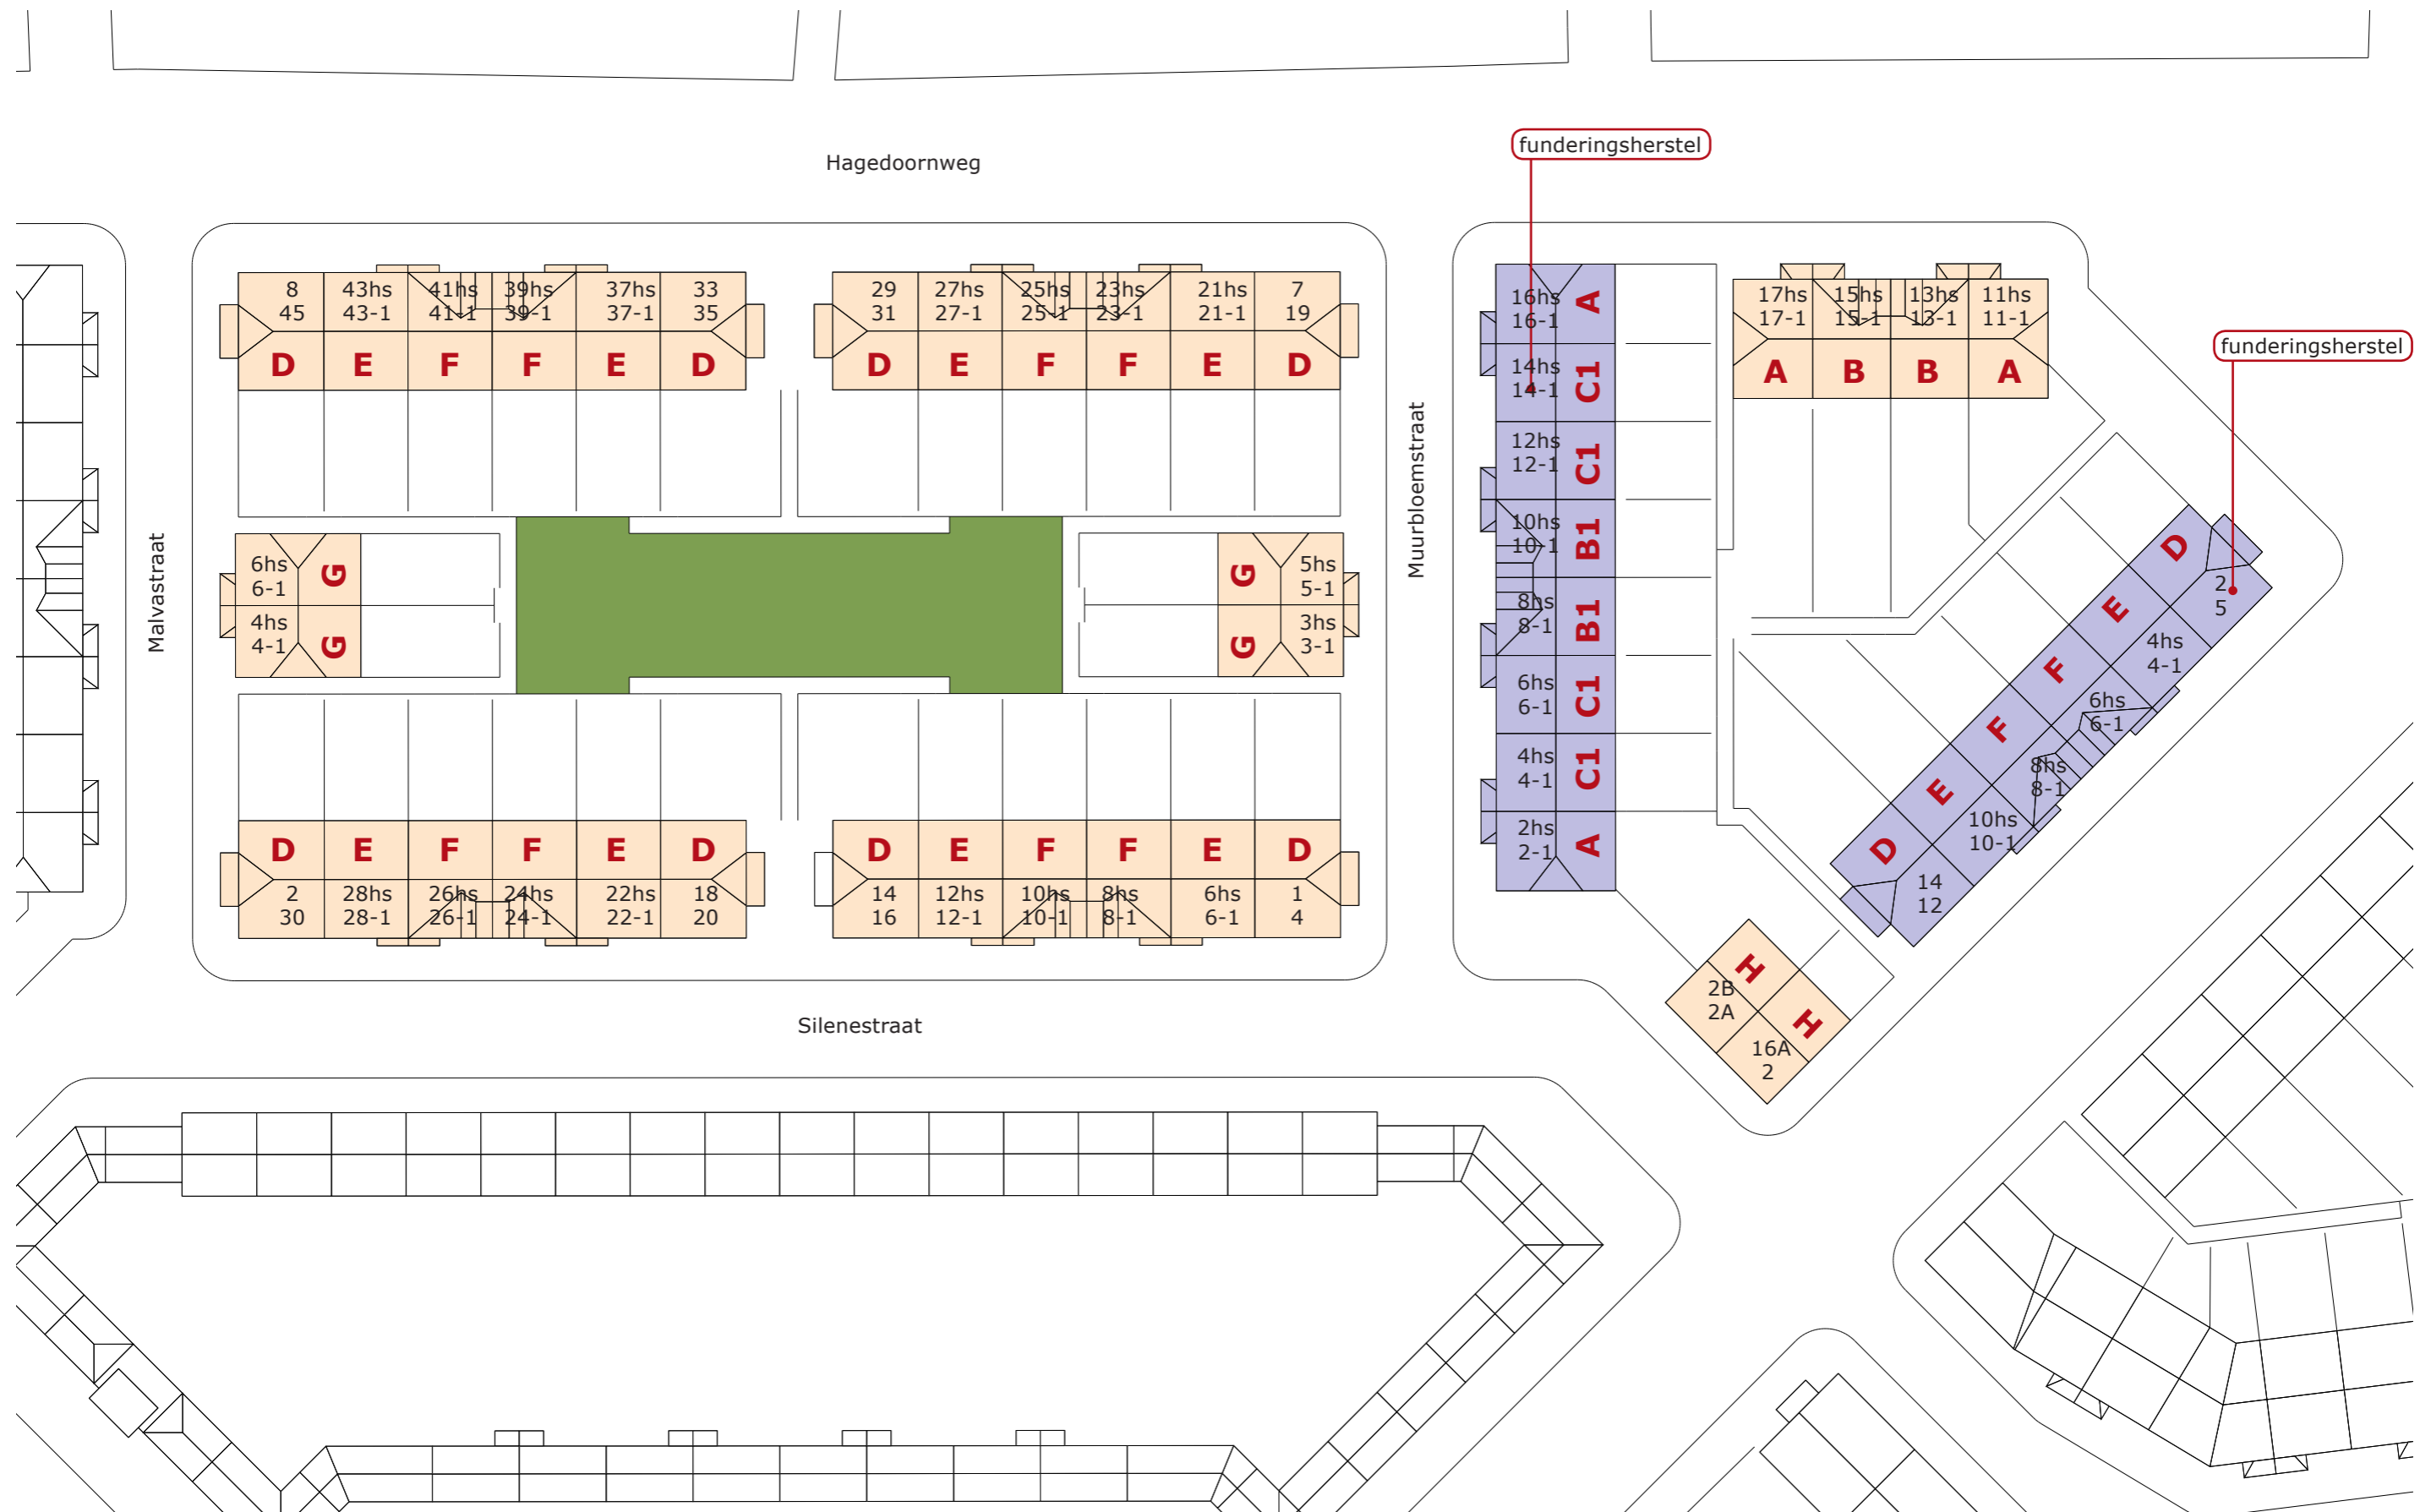 funderingsherstel
Hagedoornweg
8 43hs 41hs 39hs 37hs 33
45 43-1 41-1 39-1 37-1 35
D E F F E D
29 27hs 25hs 23hs 21hs 7
31 27-1 25-1 23-1 21-1 19
D E F F E D
16hs
16-1
A
14hs
14-1
C1
12hs
12-1
C1
10hs
10-1
B1
8hs
8-1
B1
6hs
6-1
C1
4hs
4-1
C1
2hs
2-1
A
17hs 15hs 13hs 11hs
17-1 15-1 13-1 11-1
A B B A
funderingsherstel
Malvastraat
6hs
6-1
G
4hs
4-1
G
G
5hs
5-1
G
3hs
3-1
Muurbloemstraat
D
2
5
E
4hs
4-1
F
6hs
6-1
F
8hs
8-1
E
10hs
10-1
D
14
12
D E F F E D
2 28hs 26hs 24hs 22hs 18
30 28-1 26-1 24-1 22-1 20
D E F F E D
14 12hs 10hs 8hs 6hs 1
16 12-1 10-1 8-1 6-1 4
H
2B
2A
H
16A
2
Silenestraat